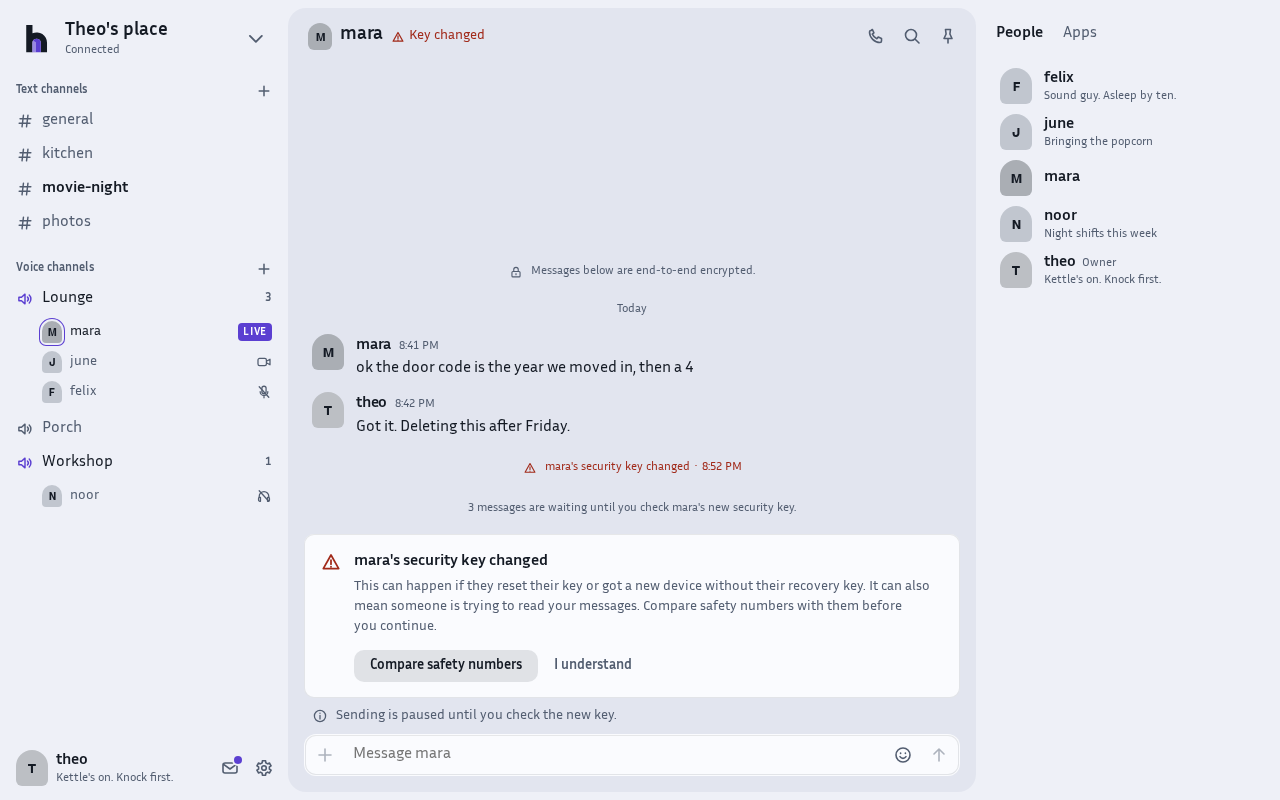 Theo's place
Connected
Text channels
general
kitchen
movie-night
photos
Voice channels
Lounge 3
M mara LIVE
J june
F felix
Porch
Workshop 1
N noor
T theo
Kettle's on. Knock first.
M mara Key changed
Messages below are end-to-end encrypted.
Today
M mara 8:41 PM
ok the door code is the year we moved in, then a 4
T theo 8:42 PM
Got it. Deleting this after Friday.
mara's security key changed · 8:52 PM
3 messages are waiting until you check mara's new security key.
mara's security key changed
This can happen if they reset their key or got a new device without their recovery key. It can also
mean someone is trying to read your messages. Compare safety numbers with them before
you continue.
Compare safety numbers I understand
Sending is paused until you check the new key.
Message mara
People Apps
F felix
Sound guy. Asleep by ten.
J june
Bringing the popcorn
M mara
N noor
Night shifts this week
T theo Owner
Kettle's on. Knock first.